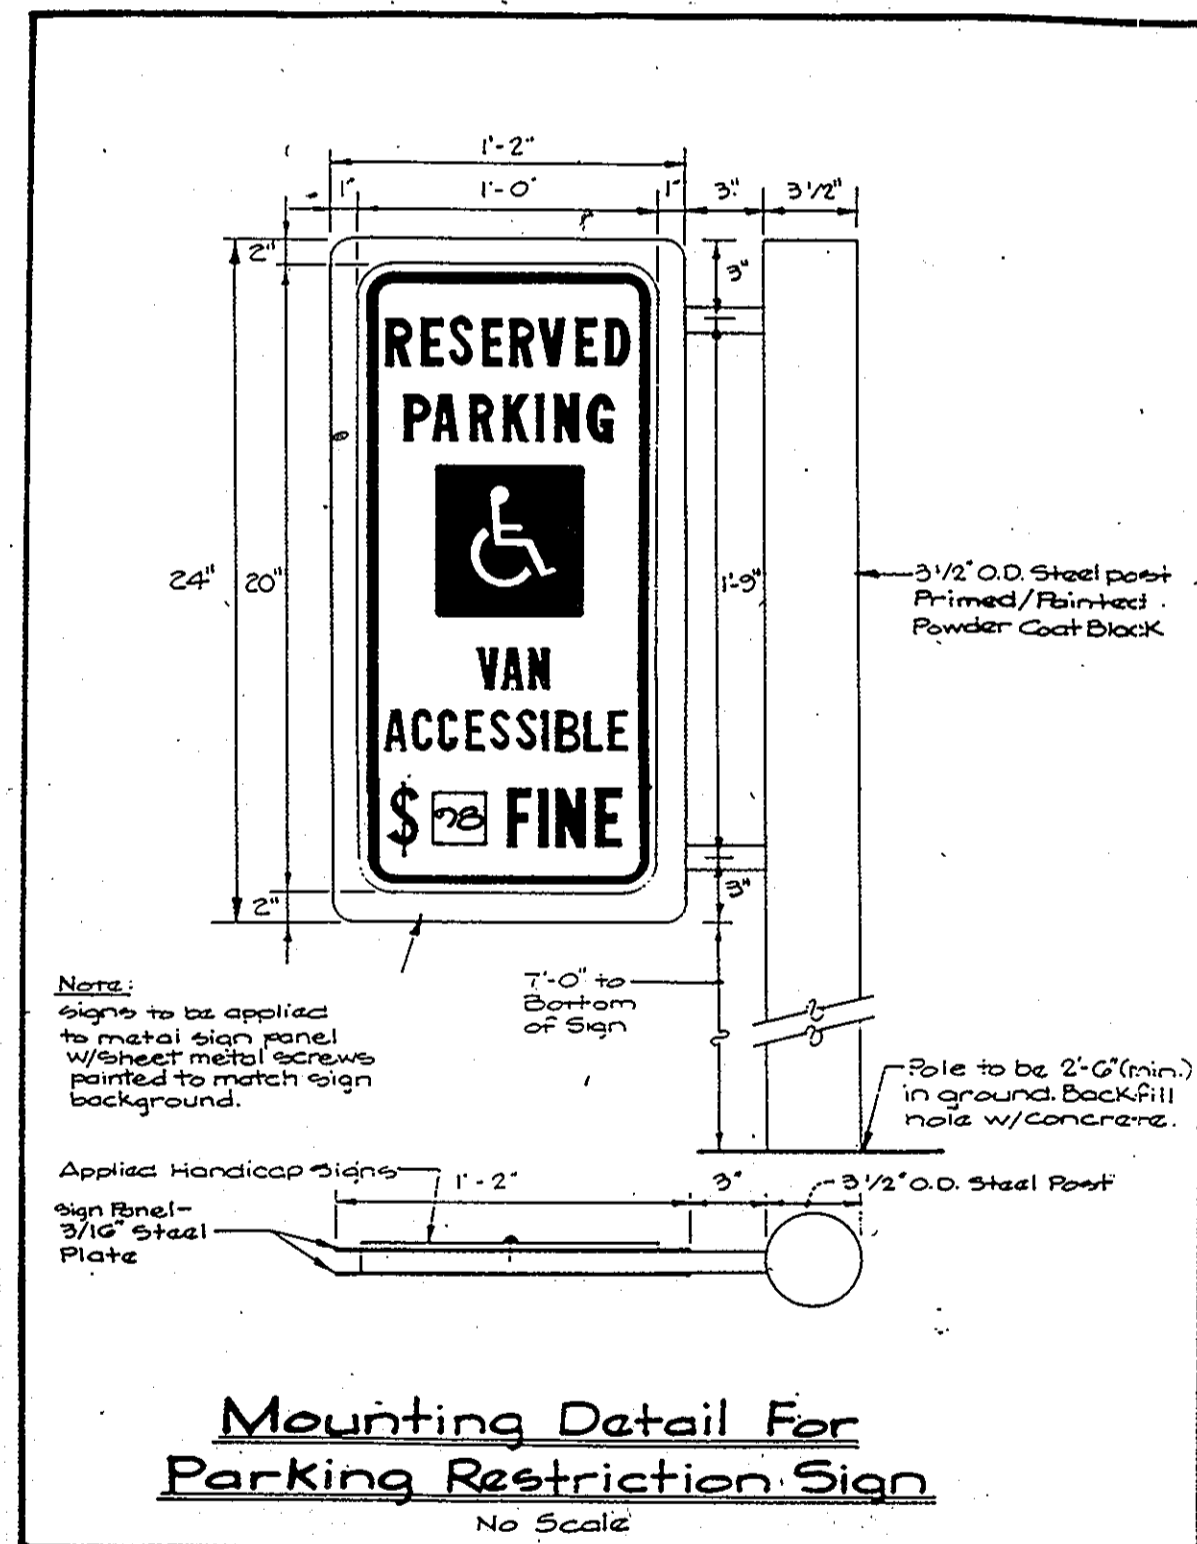 1'-2"
1" 1'-0" 1" 3" 3 1/2"
2"
3"
RESERVED
PARKING
24" 20" 1'-9"
3 1/2" O.D. Steel post
Primed/Painted
Powder Coat Black
VAN
ACCESSIBLE
$ 98 FINE
3"
2"
Note:
Signs to be applied
to metal sign panel
w/sheet metal screws
painted to match sign
background.
7'-0" to
Bottom
of Sign
Pole to be 2'-6" (min.)
in ground. Backfill
hole w/concrete.
Applied Handicap Signs
1'-2" 3" 3 1/2" O.D. Steel Post
Sign Panel-
3/16" Steel
Plate
Mounting Detail For
Parking Restriction Sign
No Scale